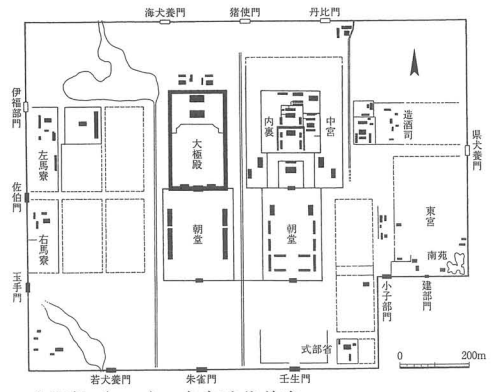 海犬養門
猪使門
丹比門
伊福部門
佐伯門
玉手門
左馬寮
右馬寮
大極殿
朝堂
内裏
中宮
朝堂
造酒司
県犬養門
東宮
南苑
建部門
小子部門
式部省
若犬養門
朱雀門
壬生門
0 200m